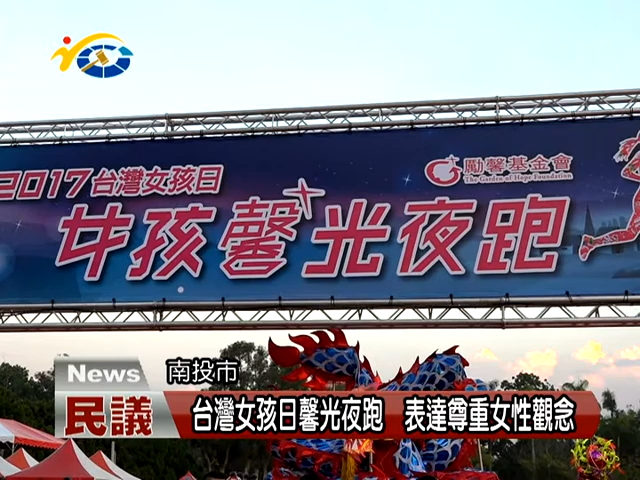 2017台灣女孩日
勵馨基金會
The Garden of Hope Foundation
女孩馨光夜跑
News
南投市
民議
台灣女孩日馨光夜跑 表達尊重女性觀念